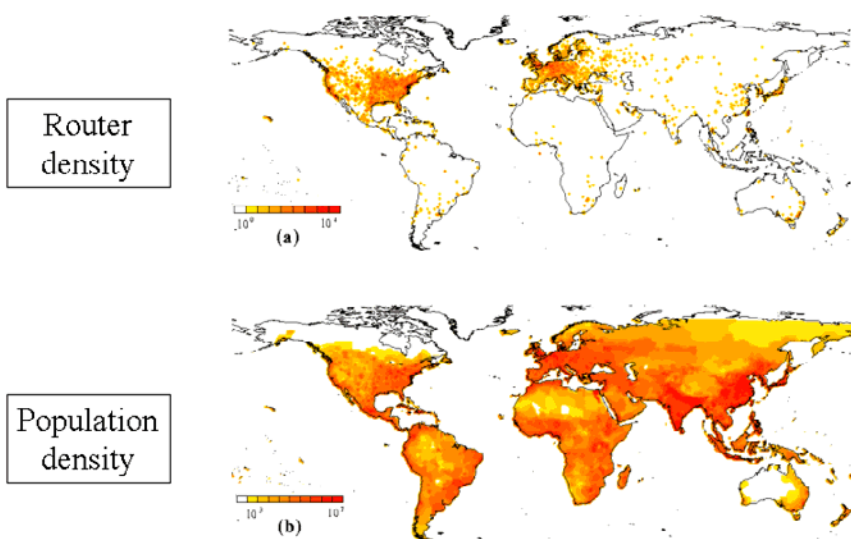 Router
density
10⁰ 10⁴
(a)
Population
density
10³ 10⁷
(b)